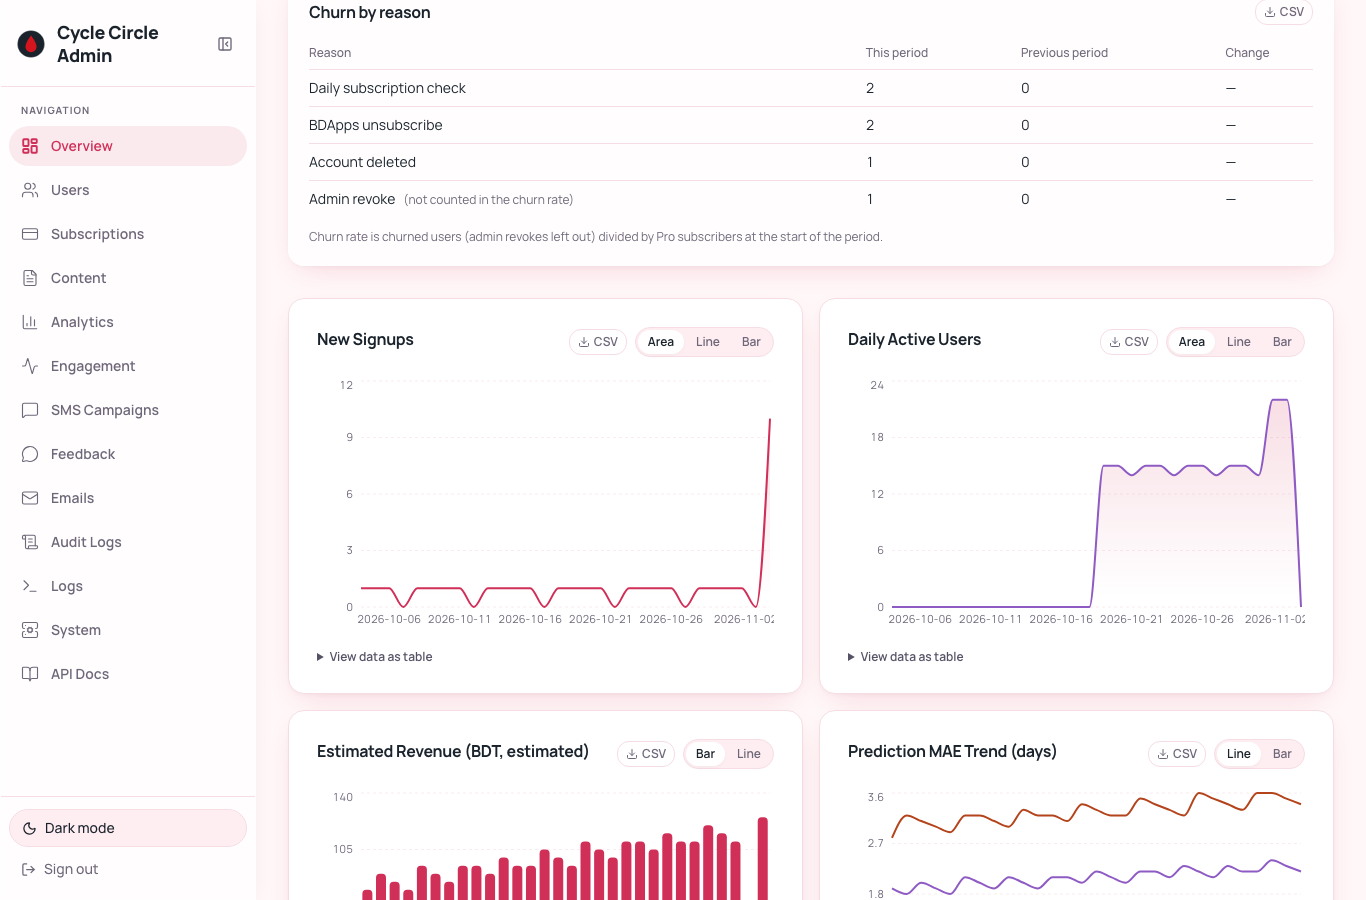 Cycle Circle
Admin
NAVIGATION
Overview
Users
Subscriptions
Content
Analytics
Engagement
SMS Campaigns
Feedback
Emails
Audit Logs
Logs
System
API Docs
Dark mode
Sign out
Churn by reason
CSV
Reason This period Previous period Change
Daily subscription check 2 0 —
BDApps unsubscribe 2 0 —
Account deleted 1 0 —
Admin revoke (not counted in the churn rate) 1 0 —
Churn rate is churned users (admin revokes left out) divided by Pro subscribers at the start of the period.
New Signups
CSV Area Line Bar
12
9
6
3
0
2026-10-06 2026-10-11 2026-10-16 2026-10-21 2026-10-26 2026-11-02
View data as table
Daily Active Users
CSV Area Line Bar
24
18
12
6
0
2026-10-06 2026-10-11 2026-10-16 2026-10-21 2026-10-26 2026-11-02
View data as table
Estimated Revenue (BDT, estimated)
CSV Bar Line
140
105
Prediction MAE Trend (days)
CSV Line Bar
3.6
2.7
1.8